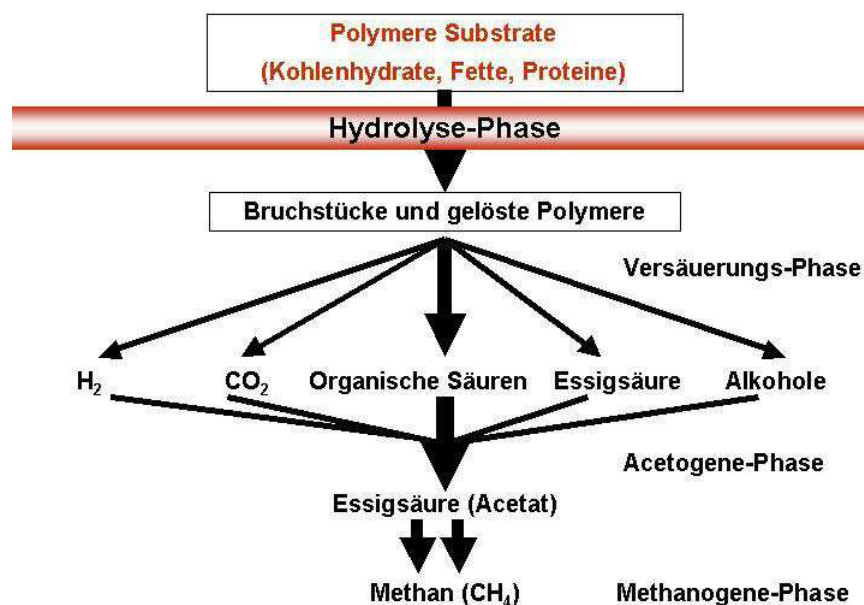 Polymere Substrate
(Kohlenhydrate, Fette, Proteine)
Hydrolyse-Phase
Bruchstücke und gelöste Polymere
Versäuerungs-Phase
H₂ CO₂ Organische Säuren Essigsäure Alkohole
Acetogene-Phase
Essigsäure (Acetat)
Methan (CH₄) Methanogene-Phase